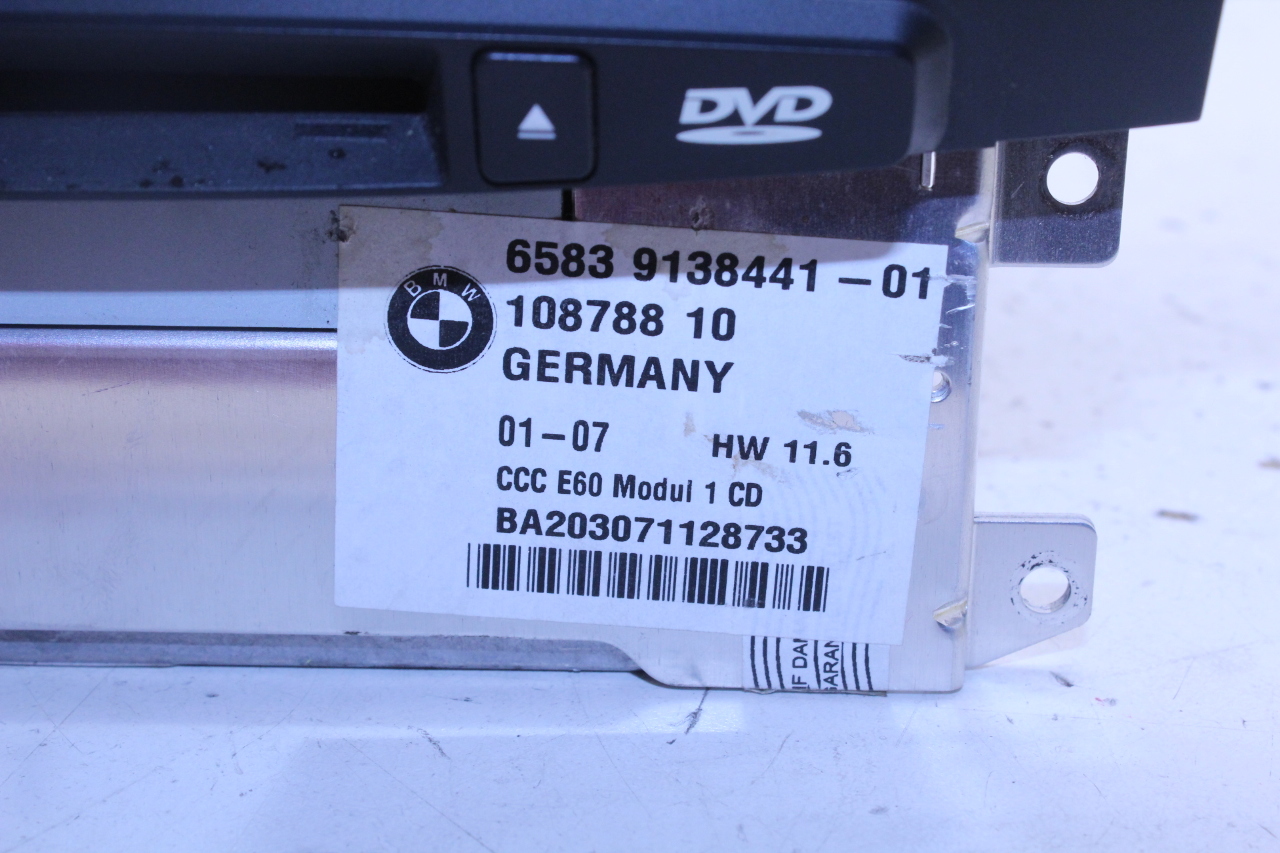 DVD
6583 9138441-01
BMW
108788 10
GERMANY
01-07 HW 11.6
CCC E60 Modul 1 CD
BA203071128733
IF